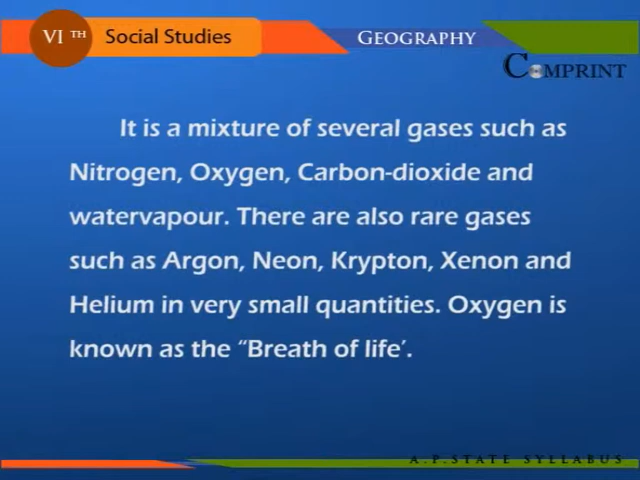 VI TH Social Studies GEOGRAPHY
COMPRINT
It is a mixture of several gases such as
Nitrogen, Oxygen, Carbon-dioxide and
watervapour. There are also rare gases
such as Argon, Neon, Krypton, Xenon and
Helium in very small quantities. Oxygen is
known as the “Breath of life’.
A.P.STATE SYLLABUS